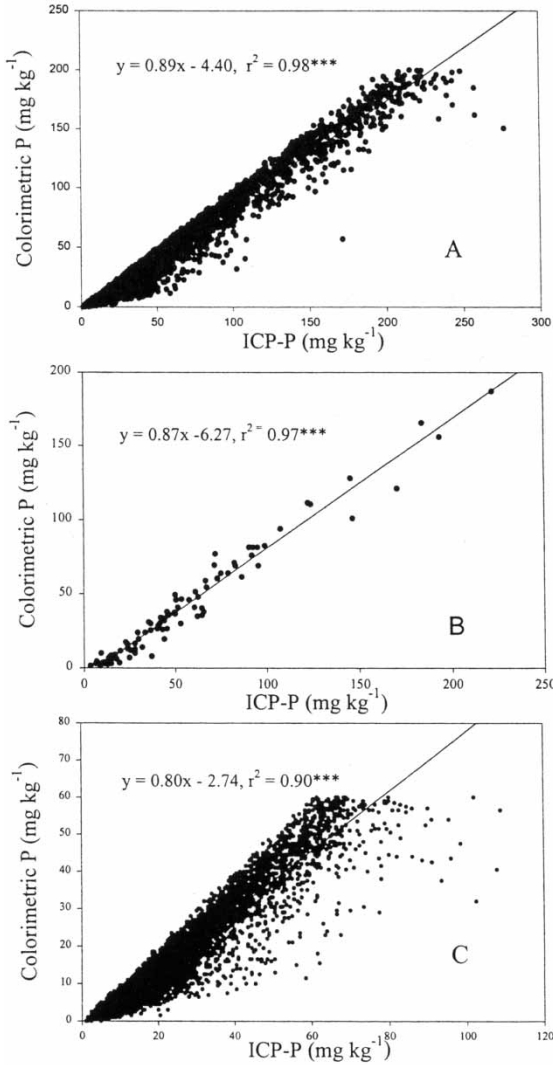 250
200
150
100
50
0
y = 0.89x - 4.40, r² = 0.98***
Colorimetric P (mg kg⁻¹)
A
0 50 100 150 200 250 300
ICP-P (mg kg⁻¹)
200
150
100
50
0
y = 0.87x -6.27, r² ⁼ 0.97***
Colorimetric P (mg kg⁻¹)
B
0 50 100 150 200 250
ICP-P (mg kg⁻¹)
80
70
60
50
40
30
20
10
0
y = 0.80x - 2.74, r² = 0.90***
Colorimetric P (mg kg⁻¹)
C
0 20 40 60 80 100 120
ICP-P (mg kg⁻¹)